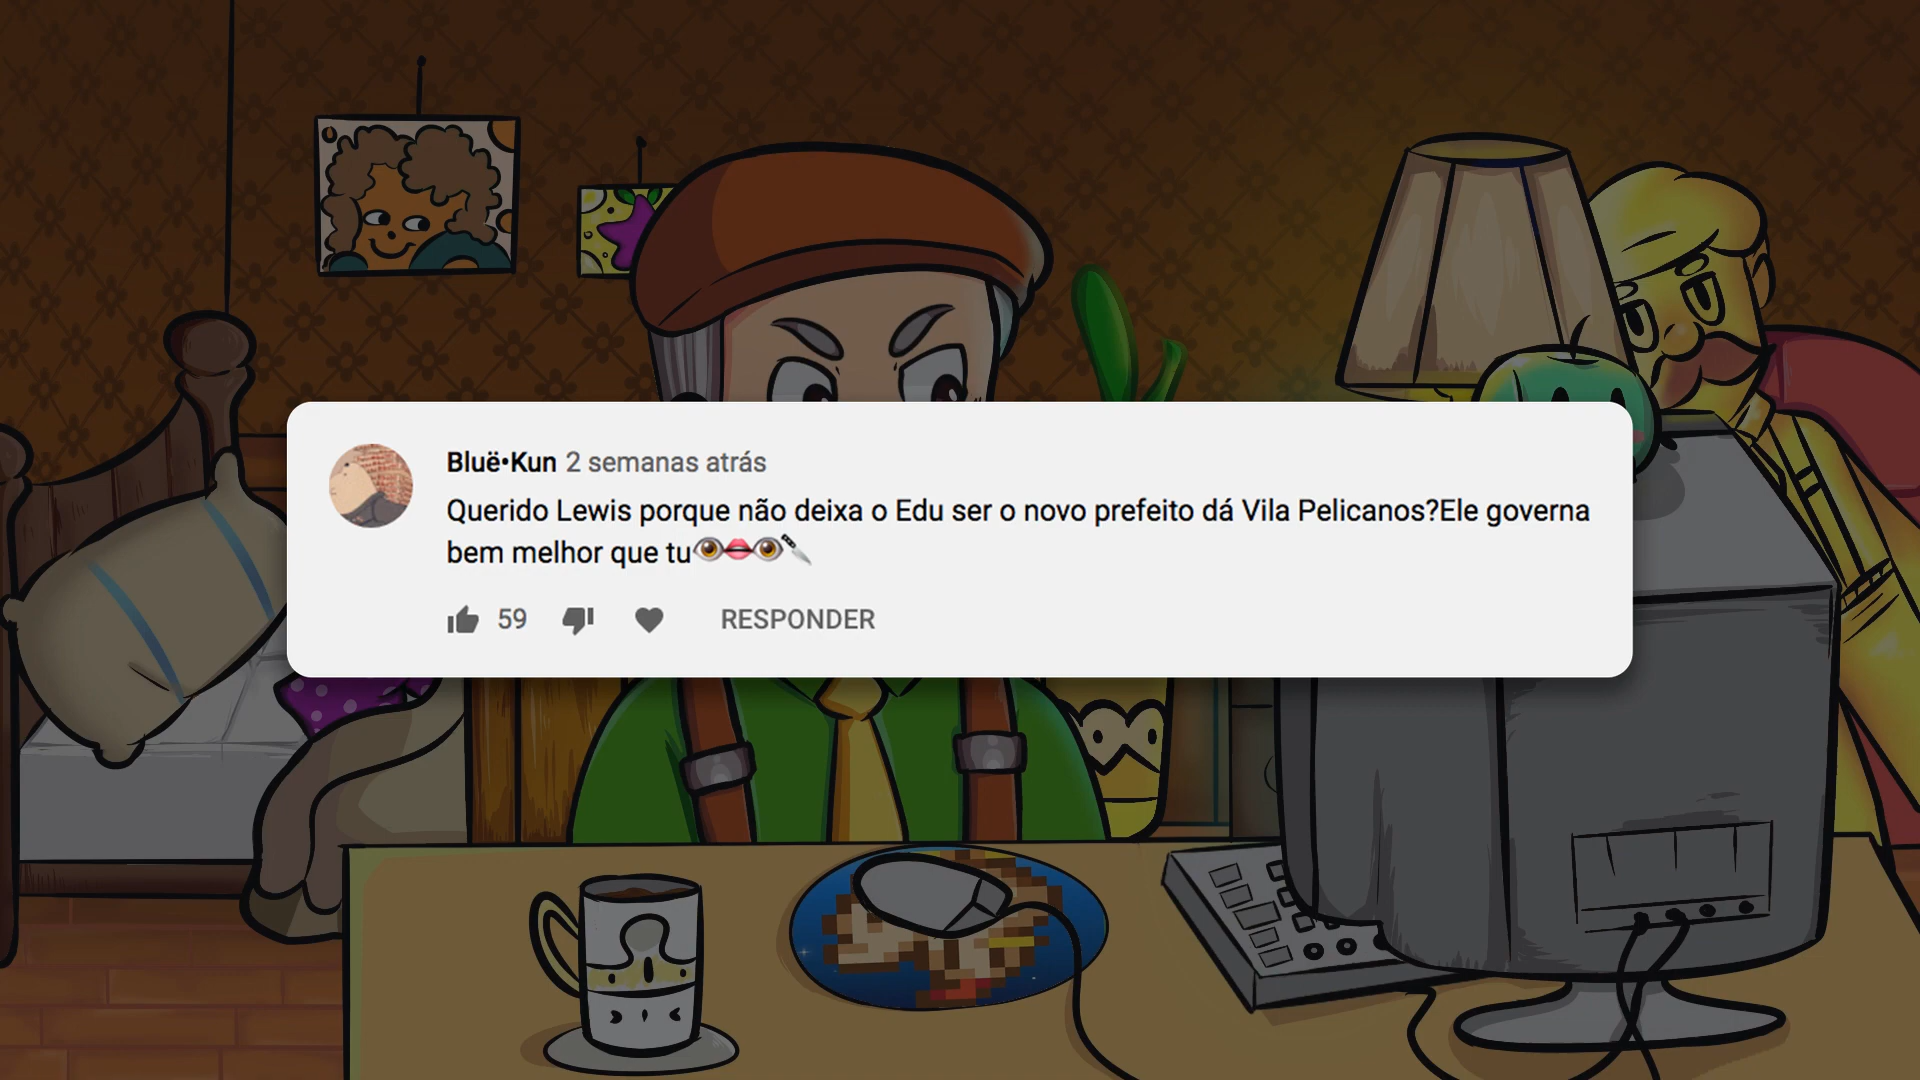 Bluë•Kun 2 semanas atrás
Querido Lewis porque não deixa o Edu ser o novo prefeito dá Vila Pelicanos?Ele governa
bem melhor que tu👁👄👁🔪
59 RESPONDER